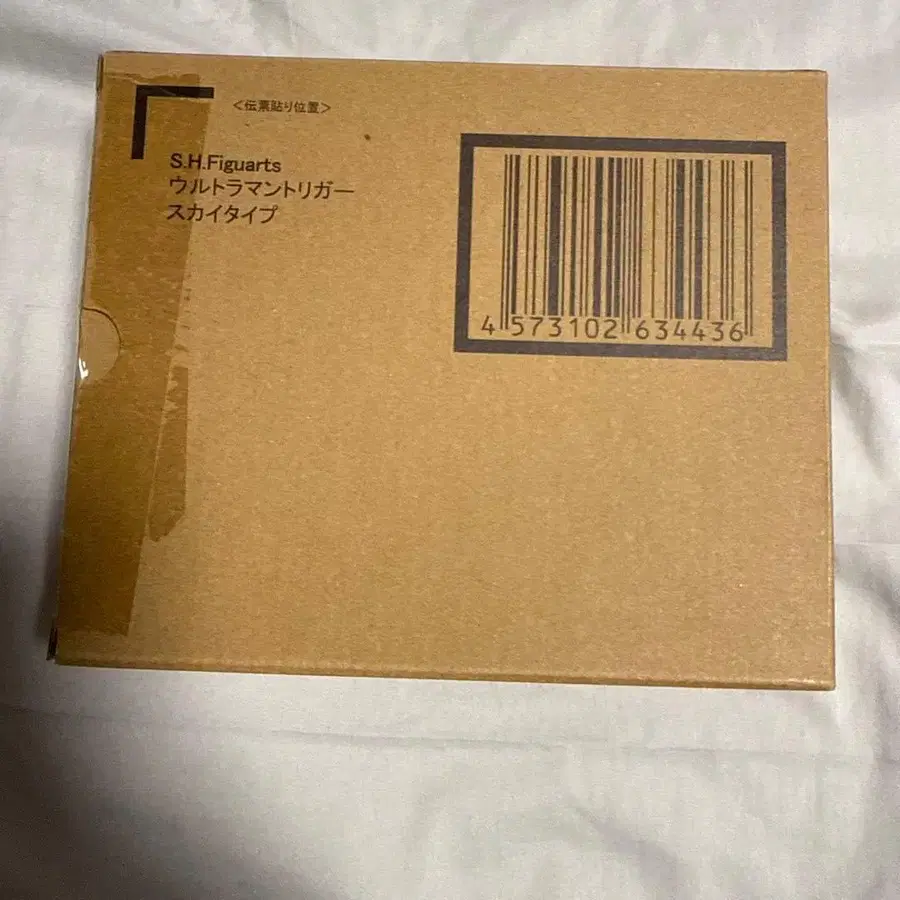 <伝票貼り位置>
S.H.Figuarts
ウルトラマントリガー
スカイタイプ
4 573102 634436